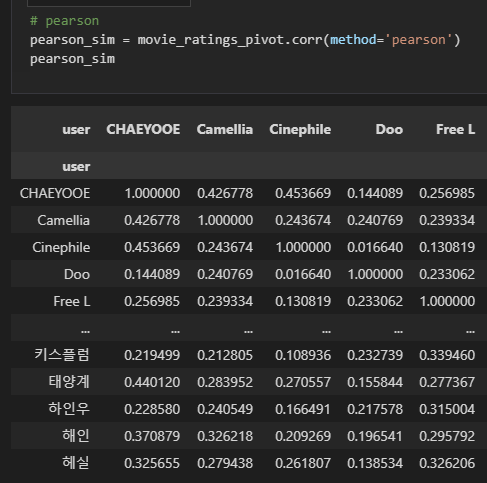 # pearson
pearson_sim = movie_ratings_pivot.corr(method='pearson')
pearson_sim
user CHAEYOOE Camellia Cinephile Doo Free L
user
CHAEYOOE 1.000000 0.426778 0.453669 0.144089 0.256985
Camellia 0.426778 1.000000 0.243674 0.240769 0.239334
Cinephile 0.453669 0.243674 1.000000 0.016640 0.130819
Doo 0.144089 0.240769 0.016640 1.000000 0.233062
Free L 0.256985 0.239334 0.130819 0.233062 1.000000
... ... ... ... ... ...
키스플럼 0.219499 0.212805 0.108936 0.232739 0.339460
태양계 0.440120 0.283952 0.270557 0.155844 0.277367
하인우 0.228580 0.240549 0.166491 0.217578 0.315004
해인 0.370879 0.326218 0.209269 0.196541 0.295792
헤실 0.325655 0.279438 0.261807 0.138534 0.326206